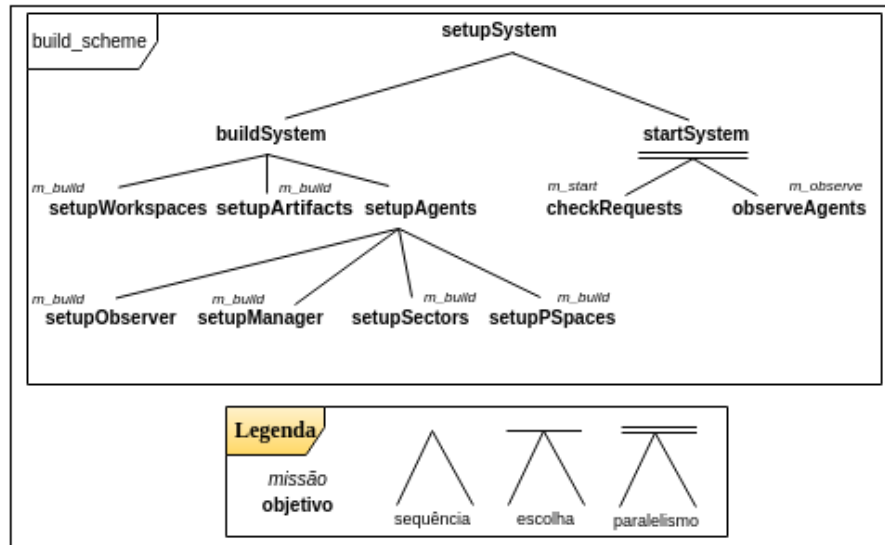 build_scheme
setupSystem
buildSystem
startSystem
m_build
m_build
m_start
m_observe
setupWorkspaces
setupArtifacts
setupAgents
checkRequests
observeAgents
m_build
m_build
m_build
m_build
setupObserver
setupManager
setupSectors
setupPSpaces
Legenda
missão
objetivo
sequência
escolha
paralelismo